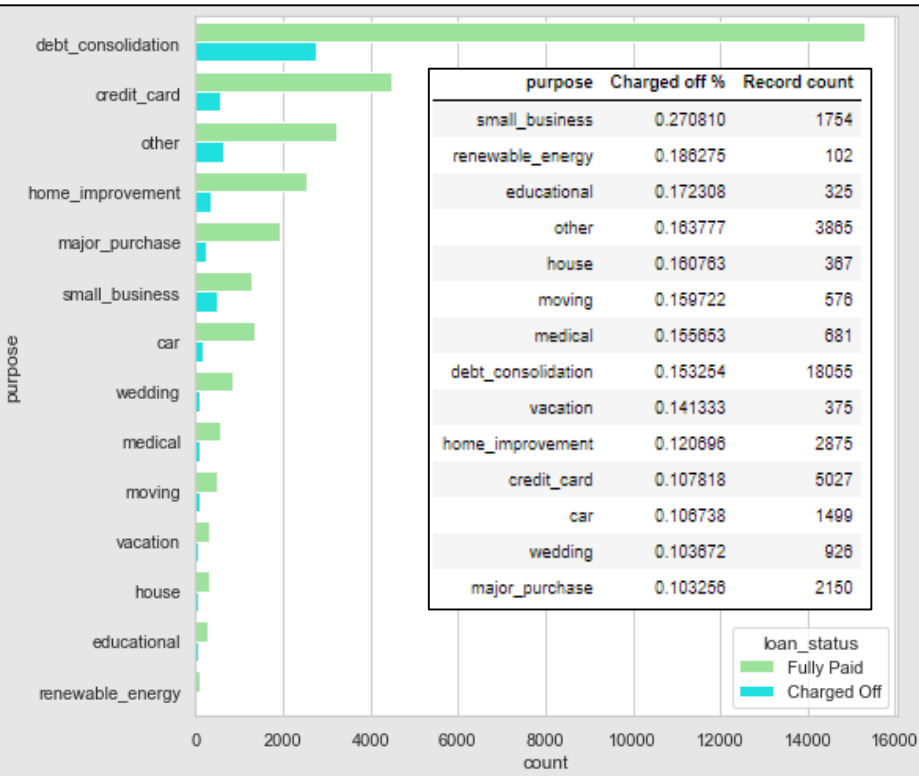 purpose
debt_consolidation
credit_card
other
home_improvement
major_purchase
small_business
car
wedding
medical
moving
vacation
house
educational
renewable_energy
purpose Charged off % Record count
small_business 0.270810 1754
renewable_energy 0.186275 102
educational 0.172308 325
other 0.163777 3865
house 0.160763 367
moving 0.159722 576
medical 0.155653 681
debt_consolidation 0.153254 18055
vacation 0.141333 375
home_improvement 0.120696 2875
credit_card 0.107818 5027
car 0.106738 1499
wedding 0.103672 926
major_purchase 0.103256 2150
loan_status
Fully Paid
Charged Off
0 2000 4000 6000 8000 10000 12000 14000 16000
count